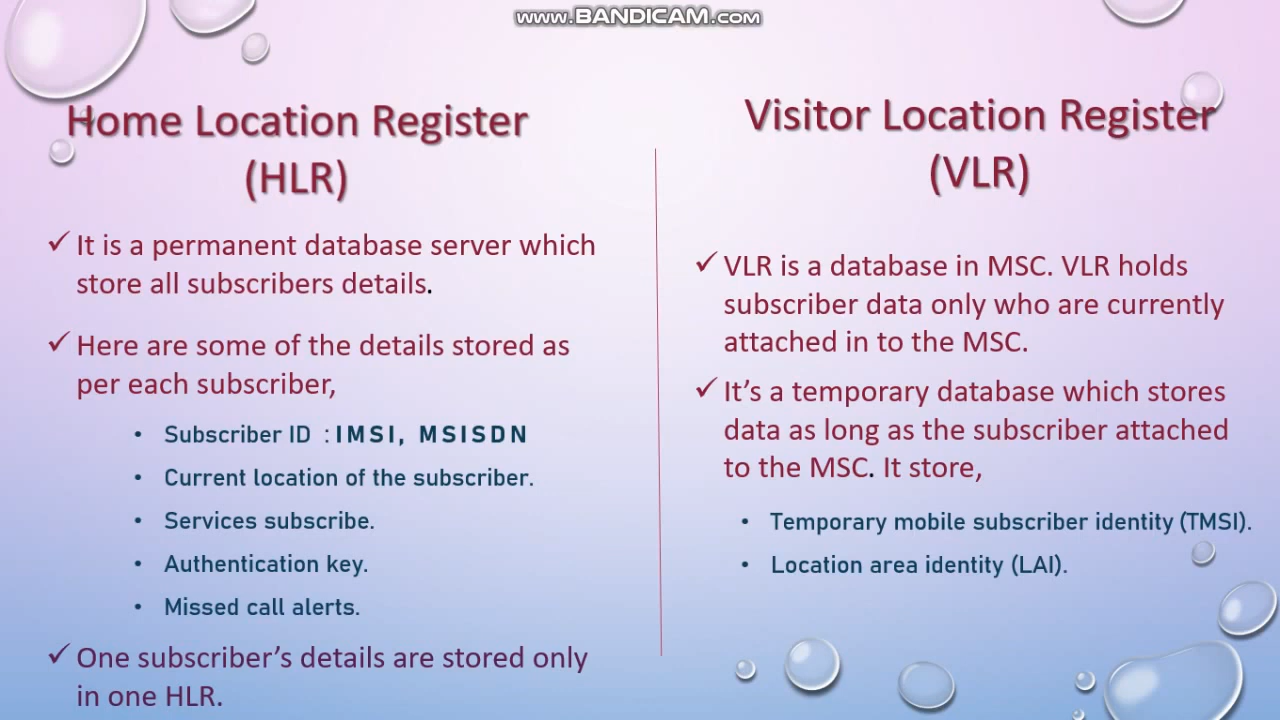 www.BANDICAM.com
Home Location Register
(HLR)
✓ It is a permanent database server which
store all subscribers details.
✓ Here are some of the details stored as
per each subscriber,
• Subscriber ID : IMSI, MSISDN
• Current location of the subscriber.
• Services subscribe.
• Authentication key.
• Missed call alerts.
✓ One subscriber's details are stored only
in one HLR.
Visitor Location Register
(VLR)
✓ VLR is a database in MSC. VLR holds
subscriber data only who are currently
attached in to the MSC.
✓ It's a temporary database which stores
data as long as the subscriber attached
to the MSC. It store,
• Temporary mobile subscriber identity (TMSI).
• Location area identity (LAI).